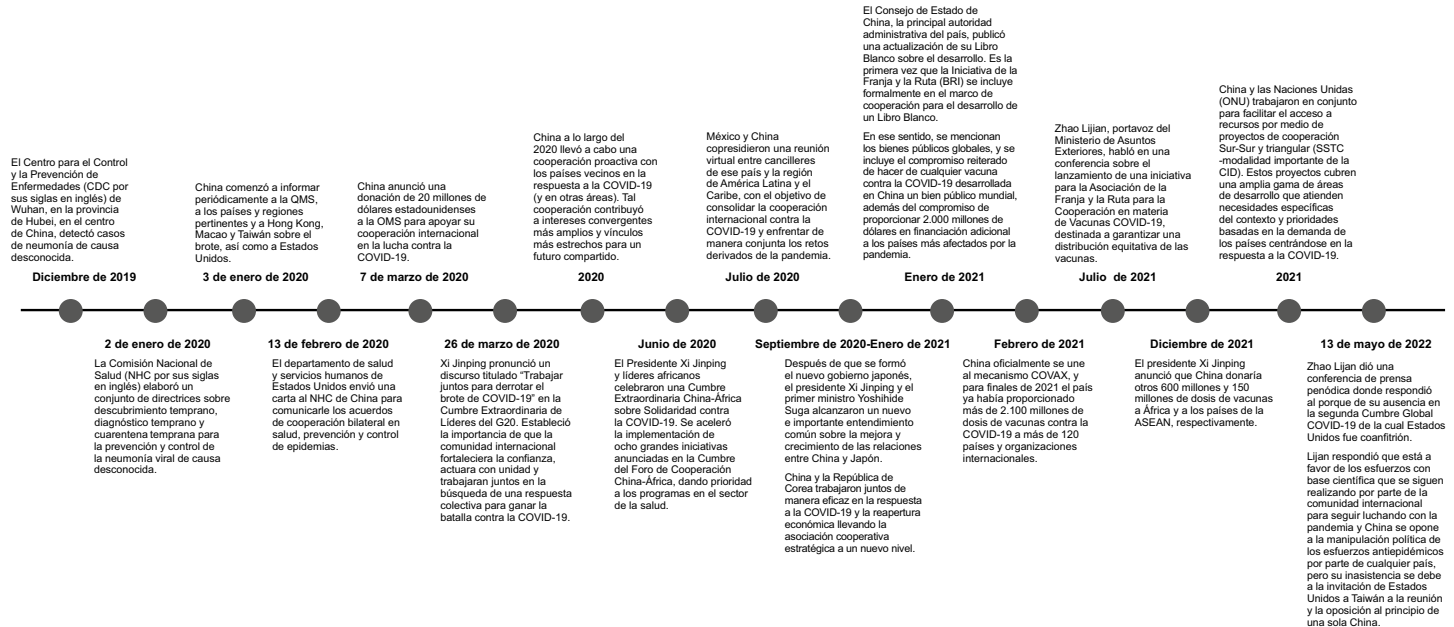 El Centro para el Control
y la Prevención de
Enfermedades (CDC por
sus siglas en inglés) de
Wuhan, en la provincia
de Hubei, en el centro
de China, detectó casos
de neumonía de causa
desconocida.
Diciembre de 2019
2 de enero de 2020
La Comisión Nacional de
Salud (NHC por sus siglas
en inglés) elaboró un
conjunto de directrices sobre
descubrimiento temprano,
diagnóstico temprano y
cuarentena temprana para
la prevención y control de
la neumonía viral de causa
desconocida.
China comenzó a informar
periódicamente a la QMS,
a los países y regiones
pertinentes y a Hong Kong,
Macao y Taiwán sobre el
brote, así como a Estados
Unidos.
3 de enero de 2020
13 de febrero de 2020
El departamento de salud
y servicios humanos de
Estados Unidos envió una
carta al NHC de China para
comunicarle los acuerdos
de cooperación bilateral en
salud, prevención y control
de epidemias.
China anunció una
donación de 20 millones de
dólares estadounidenses
a la OMS para apoyar su
cooperación internacional
en la lucha contra la
COVID-19.
7 de marzo de 2020
26 de marzo de 2020
Xi Jinping pronunció un
discurso titulado "Trabajar
juntos para derrotar el
brote de COVID-19" en la
Cumbre Extraordinaria de
Líderes del G20. Estableció
la importancia de que la
comunidad internacional
fortaleciera la confianza,
actuara con unidad y
trabajaran juntos en la
búsqueda de una respuesta
colectiva para ganar la
batalla contra la COVID-19.
China a lo largo del
2020 llevó a cabo una
cooperación proactiva con
los países vecinos en la
respuesta a la COVID-19
(y en otras áreas). Tal
cooperación contribuyó
a intereses convergentes
más amplios y vínculos
más estrechos para un
futuro compartido.
2020
Junio de 2020
El Presidente Xi Jinping
y líderes africanos
celebraron una Cumbre
Extraordinaria China-África
sobre Solidaridad contra
la COVID-19. Se aceleró
la implementación de
ocho grandes iniciativas
anunciadas en la Cumbre
del Foro de Cooperación
China-África, dando prioridad
a los programas en el sector
de la salud.
México y China
copresidieron una reunión
virtual entre cancilleres
de ese país y la región
de América Latina y el
Caribe, con el objetivo de
consolidar la cooperación
internacional contra la
COVID-19 y enfrentar de
manera conjunta los retos
derivados de la pandemia.
Julio de 2020
Septiembre de 2020-Enero de 2021
Después de que se formó
el nuevo gobierno japonés,
el presidente Xi Jinping y el
primer ministro Yoshihide
Suga alcanzaron un nuevo
e importante entendimiento
común sobre la mejora y
crecimiento de las relaciones
entre China y Japón.
China y la República de
Corea trabajaron juntos de
manera eficaz en la respuesta
a la COVID-19 y la reapertura
económica llevando la
asociación cooperativa
estratégica a un nuevo nivel.
El Consejo de Estado de
China, la principal autoridad
administrativa del país, publicó
una actualización de su Libro
Blanco sobre el desarrollo. Es la
primera vez que la Iniciativa de la
Franja y la Ruta (BRI) se incluye
formalmente en el marco de
cooperación para el desarrollo de
un Libro Blanco.
En ese sentido, se mencionan
los bienes públicos globales, y se
incluye el compromiso reiterado
de hacer de cualquier vacuna
contra la COVID-19 desarrollada
en China un bien público mundial,
además del compromiso de
proporcionar 2.000 millones de
dólares en financiación adicional
a los países más afectados por la
pandemia.
Enero de 2021
Febrero de 2021
China oficialmente se une
al mecanismo COVAX, y
para finales de 2021 el país
ya había proporcionado
más de 2.100 millones de
dosis de vacunas contra la
COVID-19 a más de 120
países y organizaciones
internacionales.
Zhao Lijian, portavoz del
Ministerio de Asuntos
Exteriores, habló en una
conferencia sobre el
lanzamiento de una iniciativa
para la Asociación de la
Franja y la Ruta para la
Cooperación en materia
de Vacunas COVID-19,
destinada a garantizar una
distribución equitativa de las
vacunas.
Julio de 2021
Diciembre de 2021
El presidente Xi Jinping
anunció que China donaría
otros 600 millones y 150
millones de dosis de vacunas
a África y a los países de la
ASEAN, respectivamente.
China y las Naciones Unidas
(ONU) trabajaron en conjunto
para facilitar el acceso a
recursos por medio de
proyectos de cooperación
Sur-Sur y triangular (SSTC
-modalidad importante de la
CID). Estos proyectos cubren
una amplia gama de áreas
de desarrollo que atienden
necesidades específicas
del contexto y prioridades
basadas en la demanda de
los países centrándose en la
respuesta a la COVID-19.
2021
13 de mayo de 2022
Zhao Lijan dió una
conferencia de prensa
penódica donde respondió
al porque de su ausencia en
la segunda Cumbre Global
COVID-19 de la cual Estados
Unidos fue coanfitrión.
Lijan respondió que está a
favor de los esfuerzos con
base científica que se siguen
realizando por parte de la
comunidad internacional
para seguir luchando con la
pandemia y China se opone
a la manipulación política de
los esfuerzos antiepidémicos
por parte de cualquier país,
pero su inasistencia se debe
a la invitación de Estados
Unidos a Taiwán a la reunión
y la oposición al principio de
una sola China.